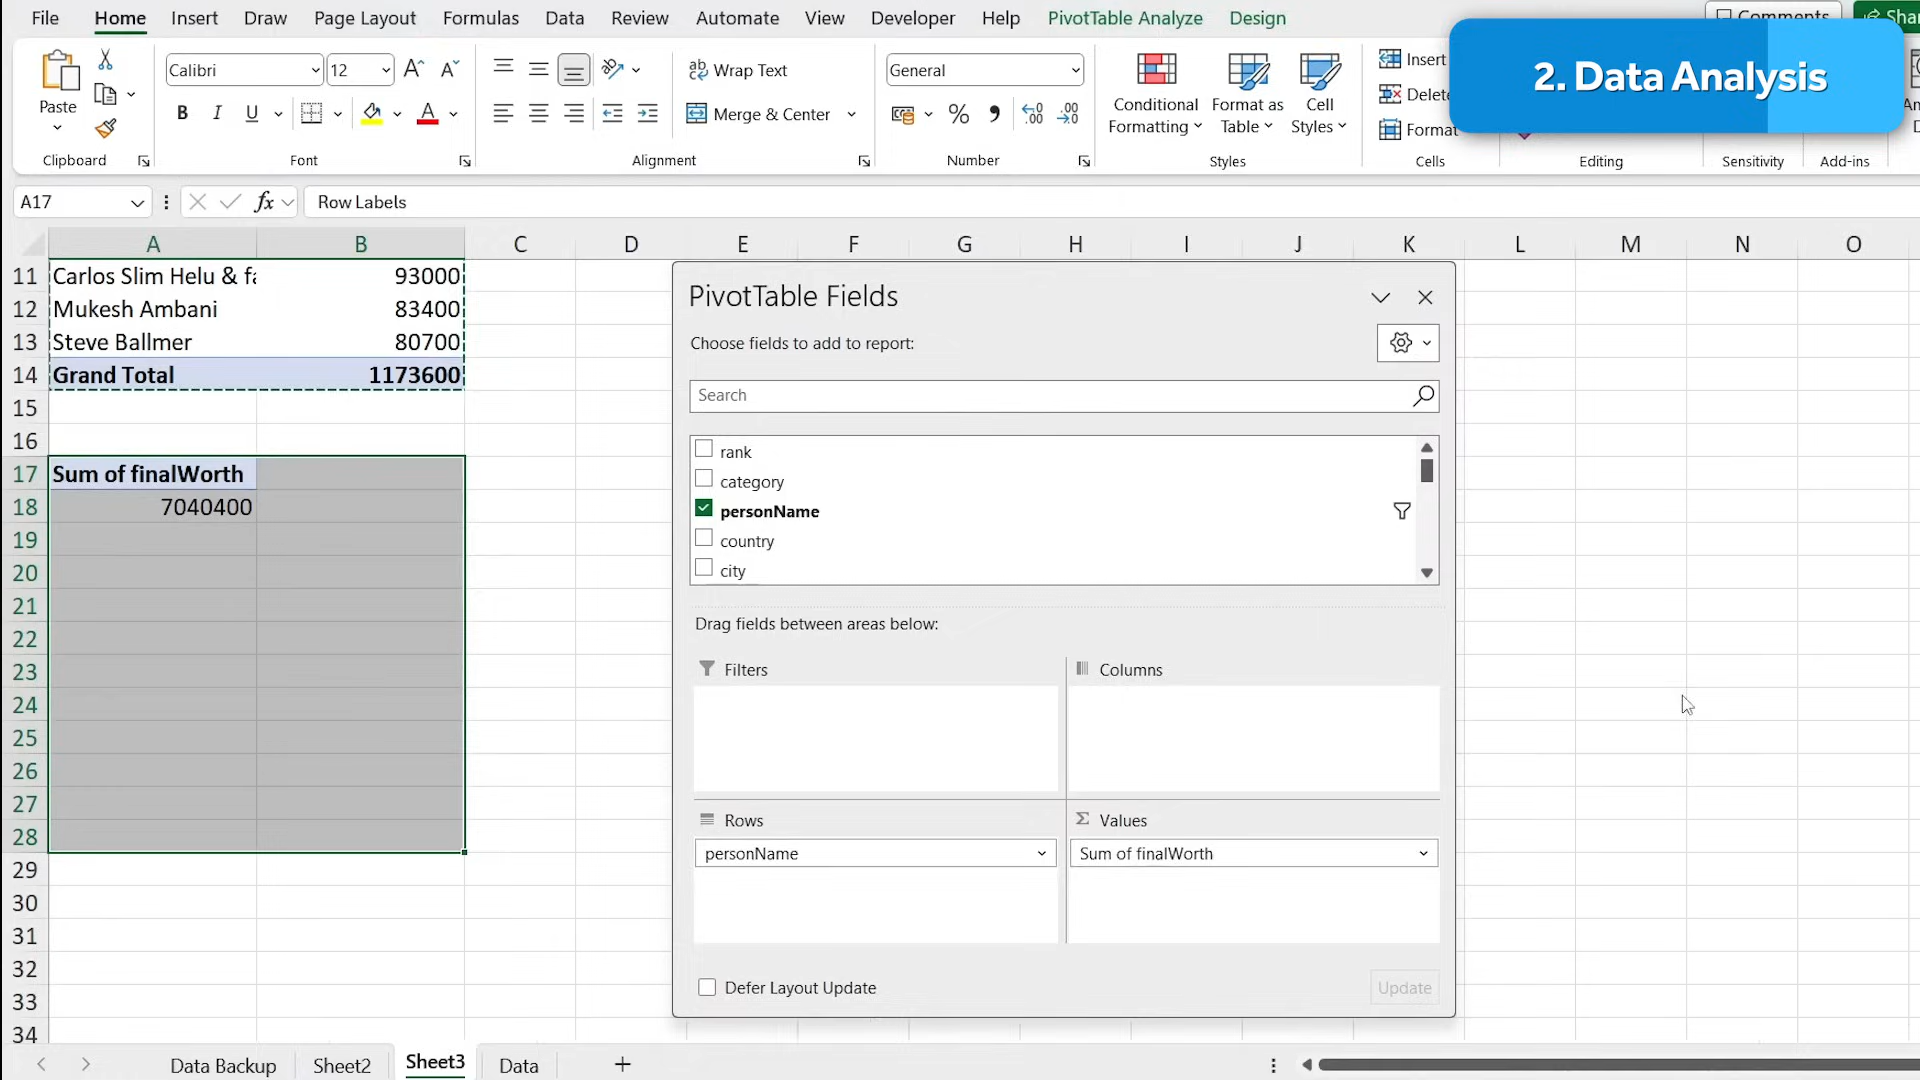 File Home Insert Draw Page Layout Formulas Data Review Automate View Developer Help PivotTable Analyze Design Comments
2. Data Analysis
Calibri 12 Wrap Text General Insert
Paste Merge & Center Conditional Formatting Format as Table Cell Styles Delete
Format
Clipboard Font Alignment Number Styles Cells Editing Sensitivity Add-ins
A17 fx Row Labels
A B C D E F G H I J K L M N O
11 Carlos Slim Helu & fa 93000
12 Mukesh Ambani 83400
13 Steve Ballmer 80700
14 Grand Total 1173600
15
16
17 Sum of finalWorth
18 7040400
19
20
21
22
23
24
25
26
27
28
29
30
31
32
33
34
PivotTable Fields
Choose fields to add to report:
Search
rank
category
personName
country
city
Drag fields between areas below:
Filters Columns
Rows Values
personName Sum of finalWorth
Defer Layout Update Update
Data Backup Sheet2 Sheet3 Data